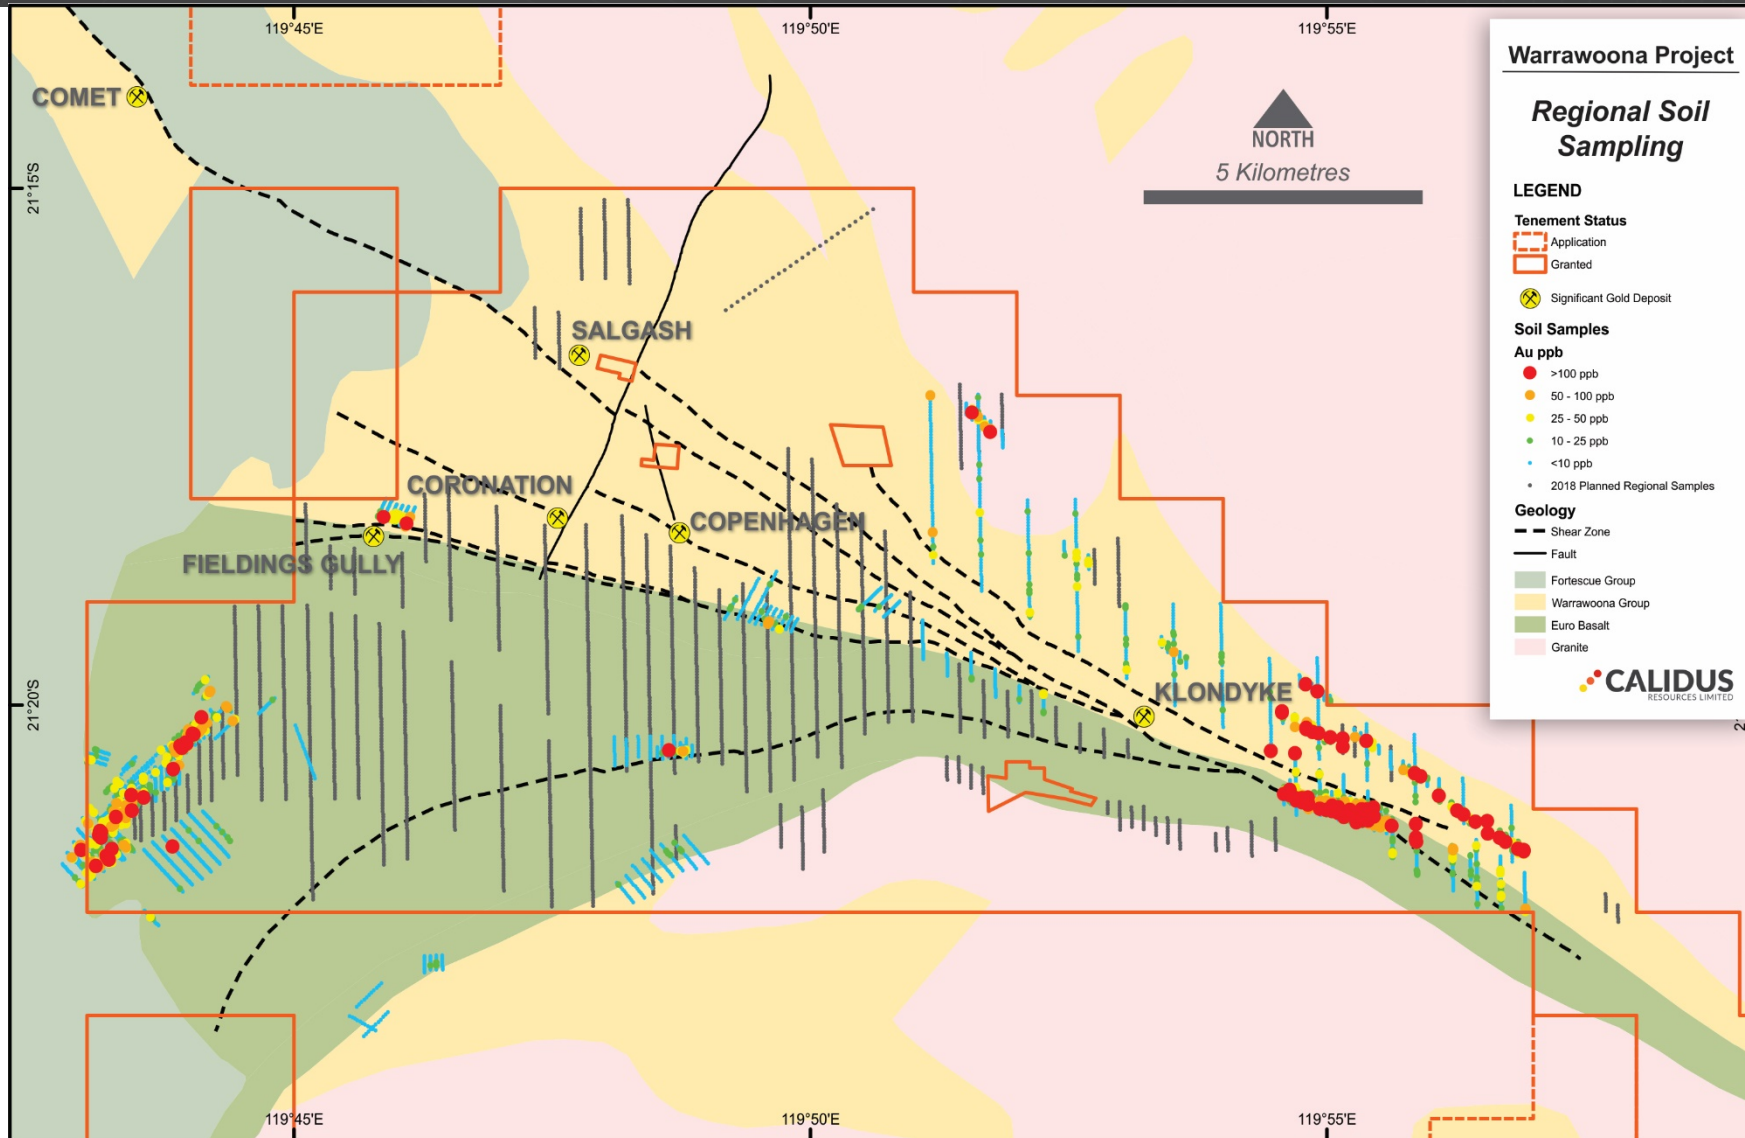 119°45'E
119°50'E
119°55'E
COMET
21°15'S
NORTH
5 Kilometres
SALGASH
CORONATION
COPENHAGEN
FIELDINGS GULLY
21°20'S
KLONDYKE
119°45'E
119°50'E
119°55'E
Warrawoona Project
Regional Soil
Sampling
LEGEND
Tenement Status
Application
Granted
Significant Gold Deposit
Soil Samples
Au ppb
>100 ppb
50 - 100 ppb
25 - 50 ppb
10 - 25 ppb
<10 ppb
2018 Planned Regional Samples
Geology
Shear Zone
Fault
Fortescue Group
Warrawoona Group
Euro Basalt
Granite
CALIDUS
RESOURCES LIMITED